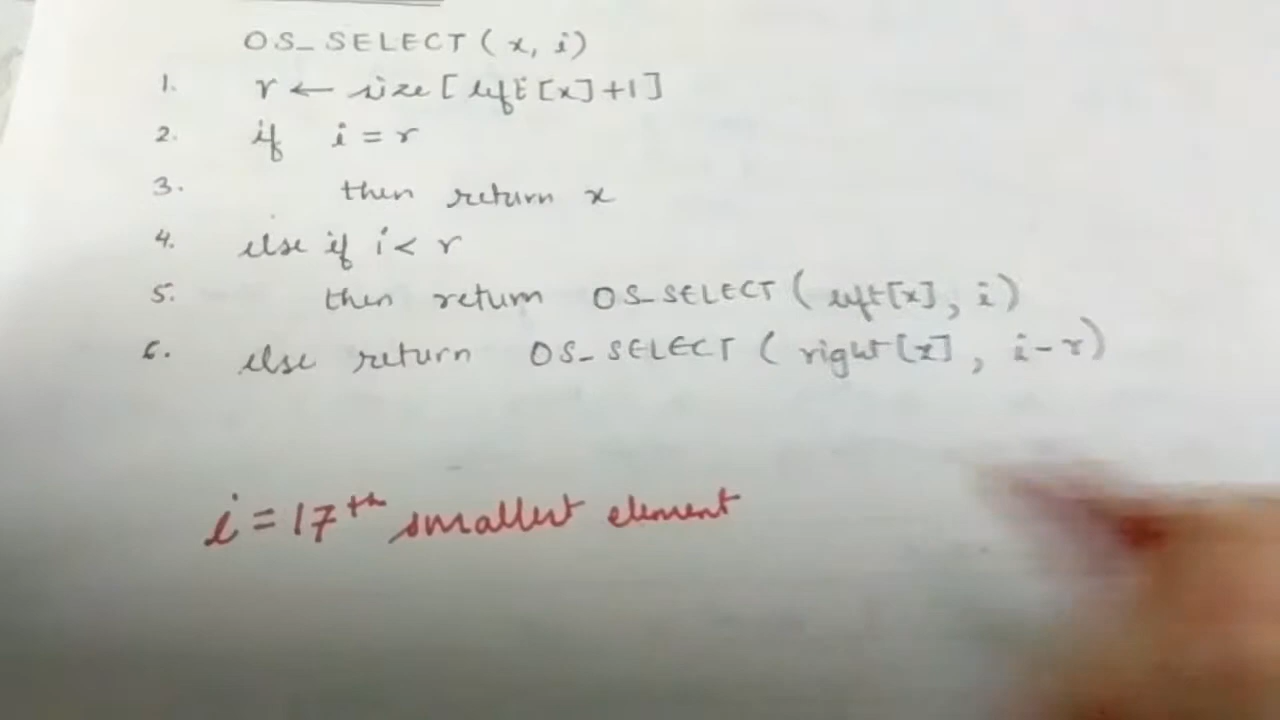 OS_SELECT (x, i)
1. r ← size [left [x]+1]
2. if i = r
3. then return x
4. else if i < r
5. then return OS_SELECT (left[x], i)
6. else return OS_SELECT (right [x], i-r)
i = 17th smallest element